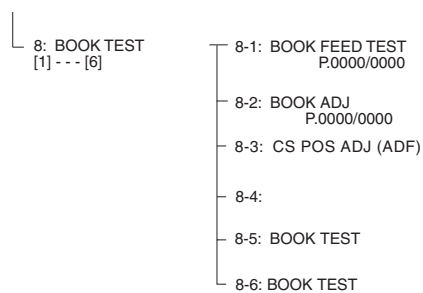 8: BOOK TEST
[1] - - - [6]
8-1: BOOK FEED TEST
P.0000/0000
8-2: BOOK ADJ
P.0000/0000
8-3: CS POS ADJ (ADF)
8-4:
8-5: BOOK TEST
8-6: BOOK TEST